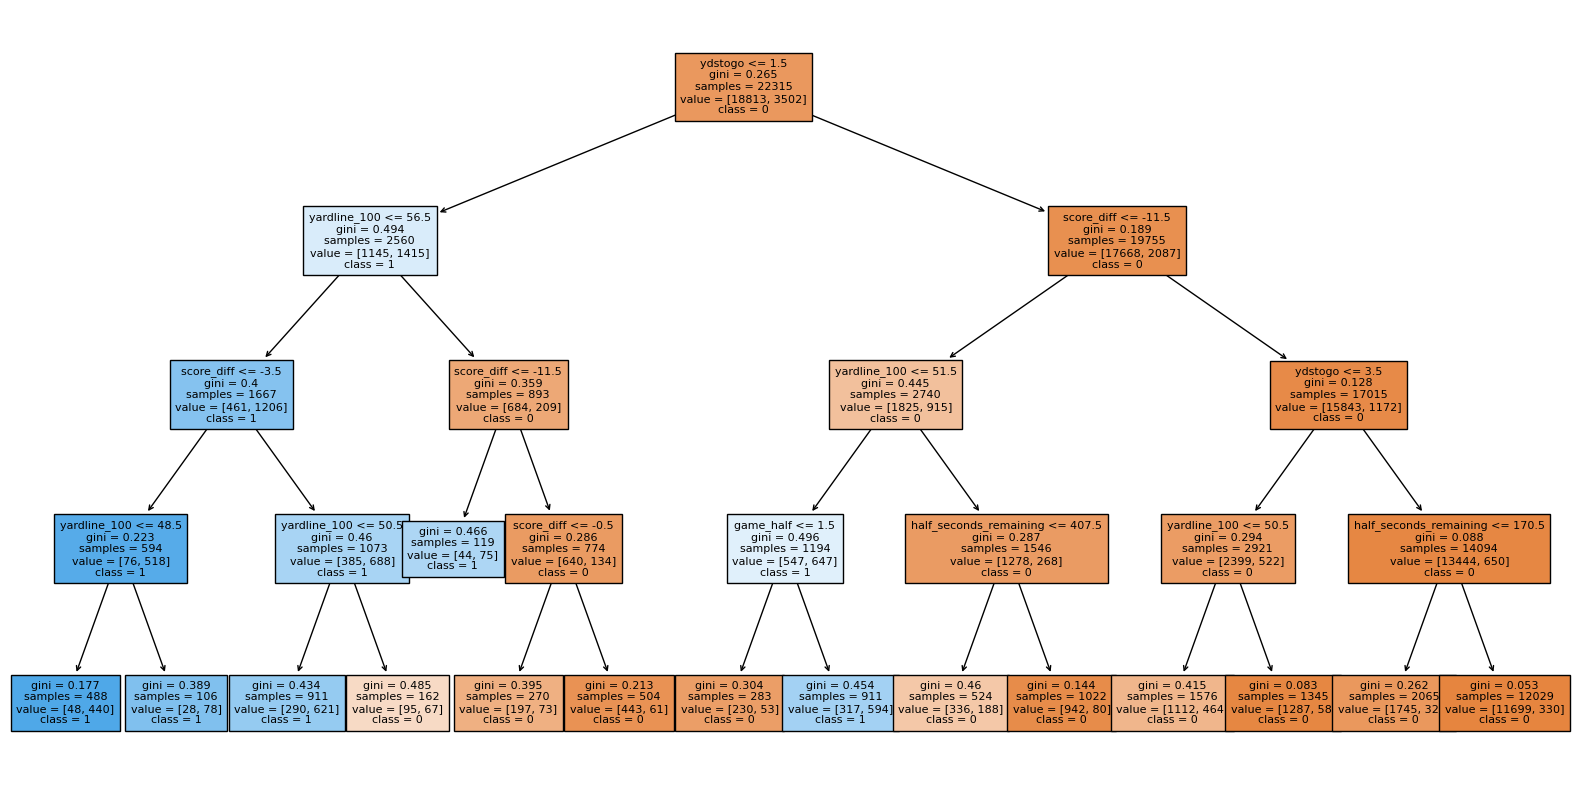 ydstogo <= 1.5
gini = 0.265
samples = 22315
value = [18813, 3502]
class = 0
yardline_100 <= 56.5
gini = 0.494
samples = 2560
value = [1145, 1415]
class = 1
score_diff <= -11.5
gini = 0.189
samples = 19755
value = [17668, 2087]
class = 0
score_diff <= -3.5
gini = 0.4
samples = 1667
value = [461, 1206]
class = 1
score_diff <= -11.5
gini = 0.359
samples = 893
value = [684, 209]
class = 0
yardline_100 <= 51.5
gini = 0.445
samples = 2740
value = [1825, 915]
class = 0
ydstogo <= 3.5
gini = 0.128
samples = 17015
value = [15843, 1172]
class = 0
yardline_100 <= 48.5
gini = 0.223
samples = 594
value = [76, 518]
class = 1
yardline_100 <= 50.5
gini = 0.46
samples = 1073
value = [385, 688]
class = 1
gini = 0.466
samples = 119
value = [44, 75]
class = 1
score_diff <= -0.5
gini = 0.286
samples = 774
value = [640, 134]
class = 0
game_half <= 1.5
gini = 0.496
samples = 1194
value = [547, 647]
class = 1
half_seconds_remaining <= 407.5
gini = 0.287
samples = 1546
value = [1278, 268]
class = 0
yardline_100 <= 50.5
gini = 0.294
samples = 2921
value = [2399, 522]
class = 0
half_seconds_remaining <= 170.5
gini = 0.088
samples = 14094
value = [13444, 650]
class = 0
gini = 0.177
samples = 488
value = [48, 440]
class = 1
gini = 0.389
samples = 106
value = [28, 78]
class = 1
gini = 0.434
samples = 911
value = [290, 621]
class = 1
gini = 0.485
samples = 162
value = [95, 67]
class = 0
gini = 0.395
samples = 270
value = [197, 73]
class = 0
gini = 0.213
samples = 504
value = [443, 61]
class = 0
gini = 0.304
samples = 283
value = [230, 53]
class = 0
gini = 0.454
samples = 911
value = [317, 594]
class = 1
gini = 0.46
samples = 524
value = [336, 188]
class = 0
gini = 0.144
samples = 1022
value = [942, 80]
class = 0
gini = 0.415
samples = 1576
value = [1112, 464
class = 0
gini = 0.083
samples = 1345
value = [1287, 58
class = 0
gini = 0.262
samples = 2065
value = [1745,
class = 0
gini = 0.053
samples = 12029
value = [11699, 330]
class = 0